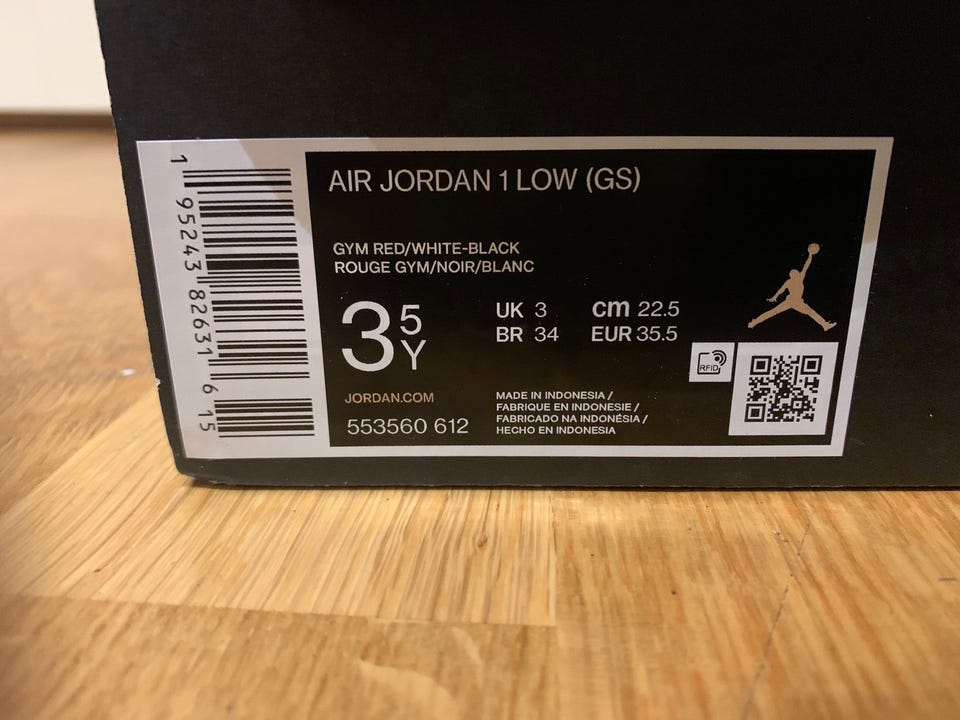 1 95243 82631 6 15
AIR JORDAN 1 LOW (GS)
GYM RED/WHITE-BLACK
ROUGE GYM/NOIR/BLANC
3 5Y
UK 3 cm 22.5
BR 34 EUR 35.5
RFID
JORDAN.COM
553560 612
MADE IN INDONESIA /
FABRIQUE EN INDONESIE /
FABRICADO NA INDONÉSIA /
HECHO EN INDONESIA